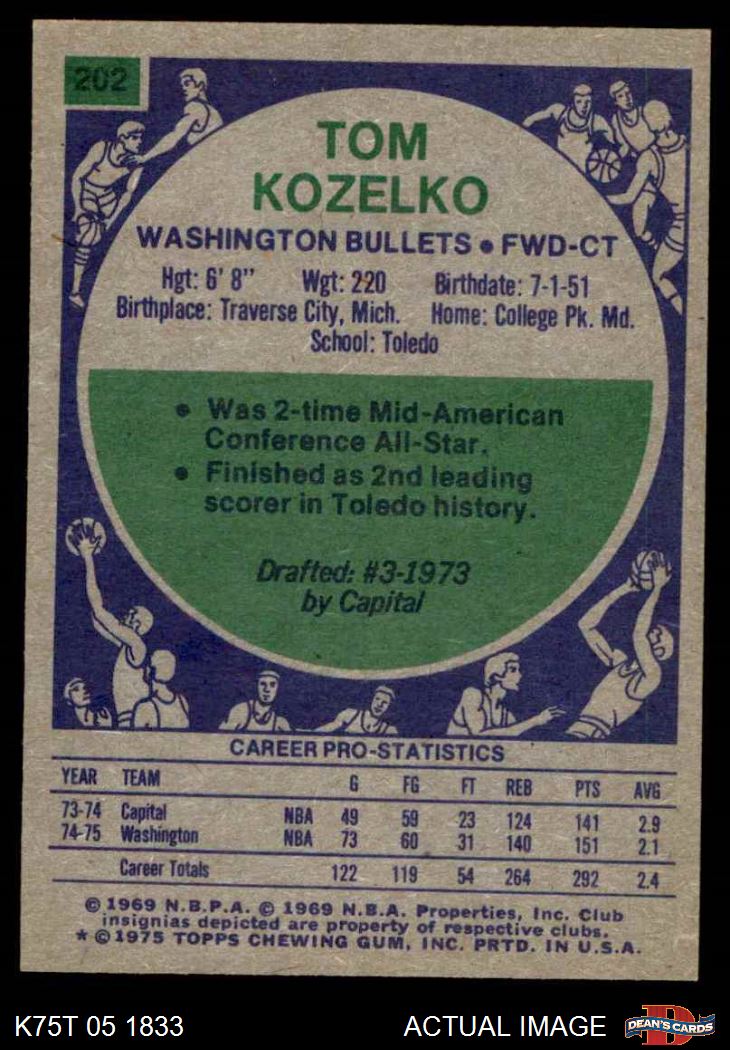 202
TOM
KOZELKO
WASHINGTON BULLETS • FWD-CT
Hgt: 6' 8" Wgt: 220 Birthdate: 7-1-51
Birthplace: Traverse City, Mich. Home: College Pk. Md.
School: Toledo
• Was 2-time Mid-American
Conference All-Star.
• Finished as 2nd leading
scorer in Toledo history.
Drafted: #3-1973
by Capital
CAREER PRO-STATISTICS
YEAR TEAM G FG FT REB PTS AVG
73-74 Capital NBA 49 59 23 124 141 2.9
74-75 Washington NBA 73 60 31 140 151 2.1
Career Totals 122 119 54 264 292 2.4
© 1969 N.B.P.A. © 1969 N.B.A. Properties, Inc. Club
insignias depicted are property of respective clubs.
* © 1975 TOPPS CHEWING GUM, INC. PRTD. IN U.S.A.
K75T 05 1833 ACTUAL IMAGE D DEAN'S CARDS